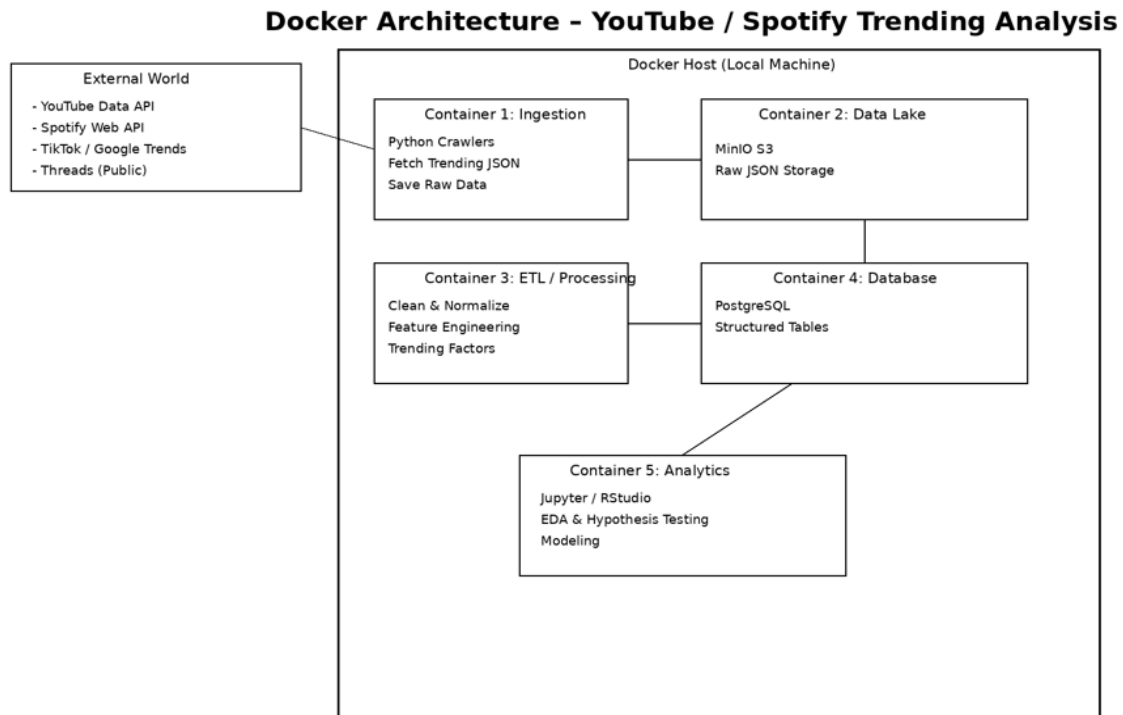 Docker Architecture – YouTube / Spotify Trending Analysis
External World
- YouTube Data API
- Spotify Web API
- TikTok / Google Trends
- Threads (Public)
Docker Host (Local Machine)
Container 1: Ingestion
Python Crawlers
Fetch Trending JSON
Save Raw Data
Container 2: Data Lake
MinIO S3
Raw JSON Storage
Container 3: ETL / Processing
Clean & Normalize
Feature Engineering
Trending Factors
Container 4: Database
PostgreSQL
Structured Tables
Container 5: Analytics
Jupyter / RStudio
EDA & Hypothesis Testing
Modeling